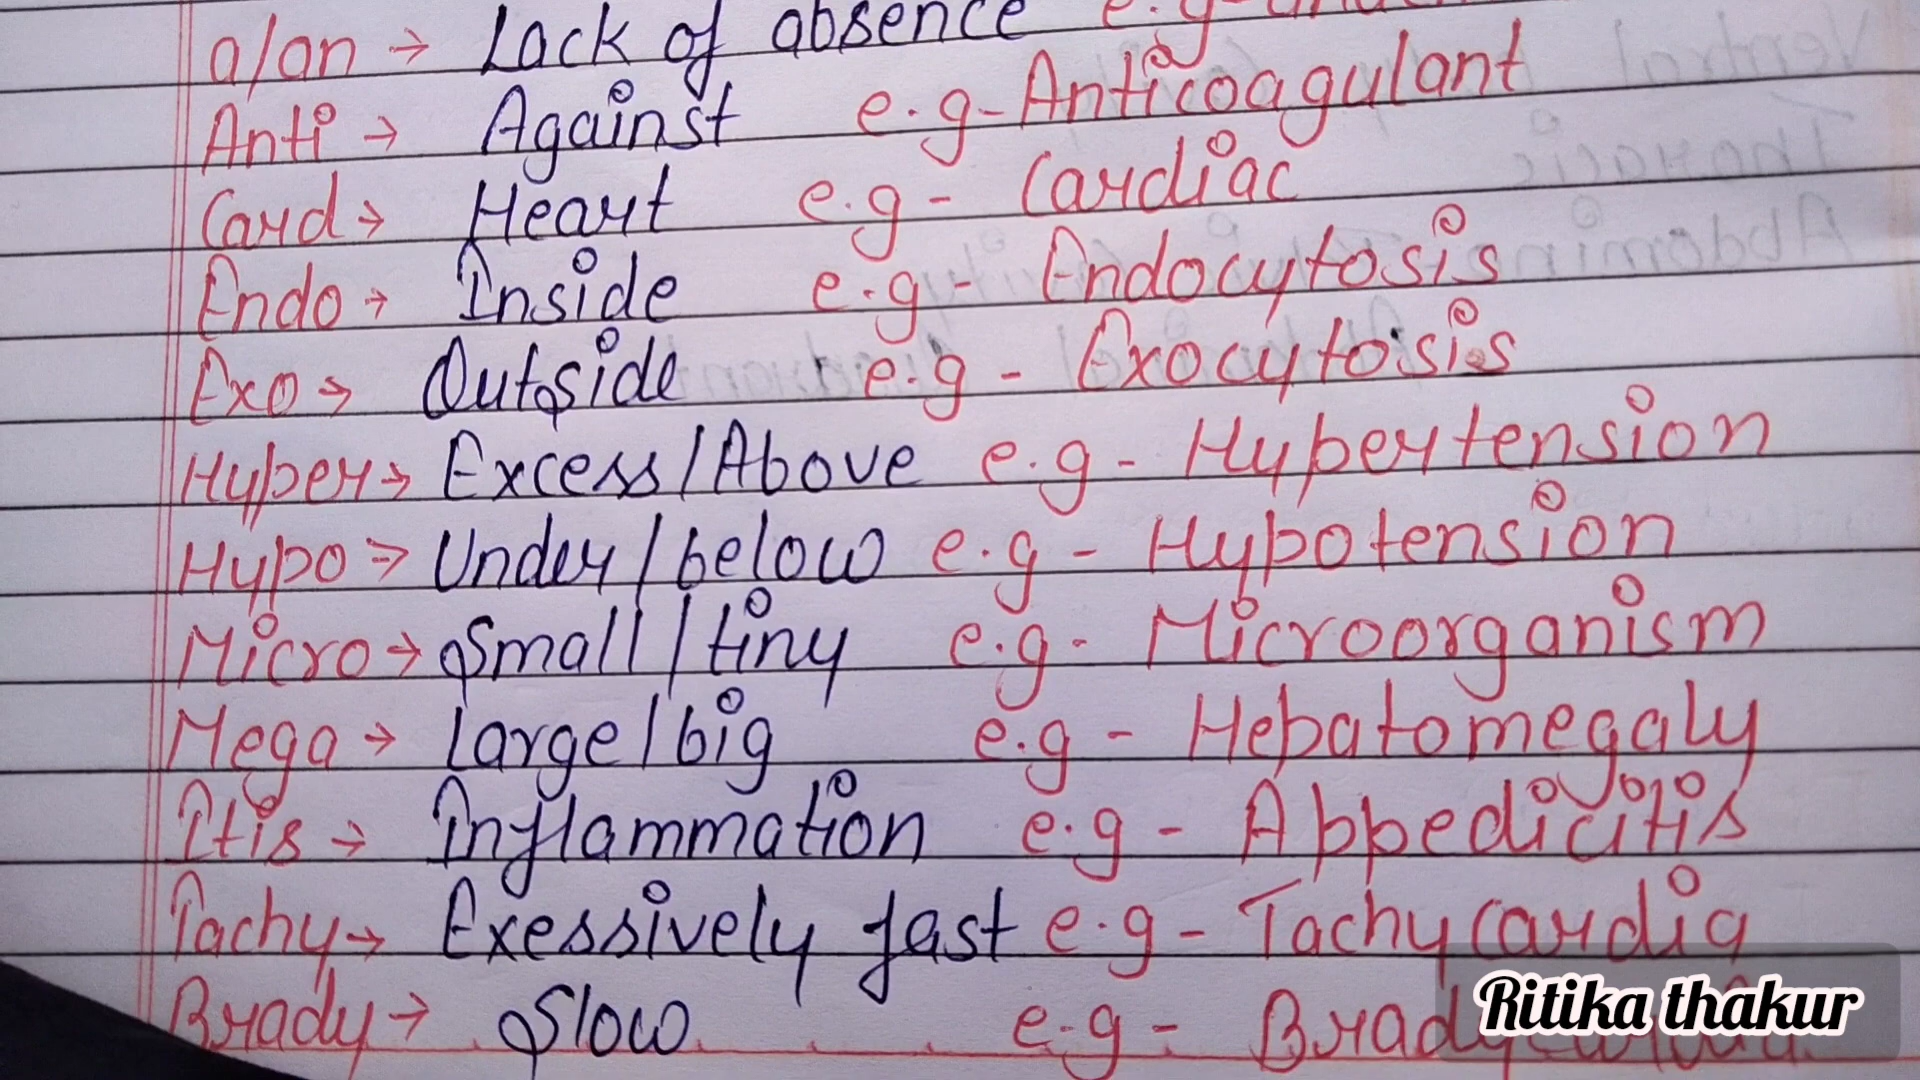 a/an → Lack of absence e.g-
Anti → Against e.g-Anticoagulant
Card → Heart e.g- Cardiac
Endo → Inside e.g- Endocytosis
Exo → Outside e.g- Exocytosis
Hyper → Excess/Above e.g- Hypertension
Hypo → Under/below e.g- Hypotension
Micro → Small/tiny e.g- Microorganism
Mega → large/big e.g- Hepatomegaly
Itis → Inflammation e.g- Appedicitis
Tachy → Exessively fast e.g- Tachycardia
Brady → Slow e.g- Bradycardia
Ritika thakur